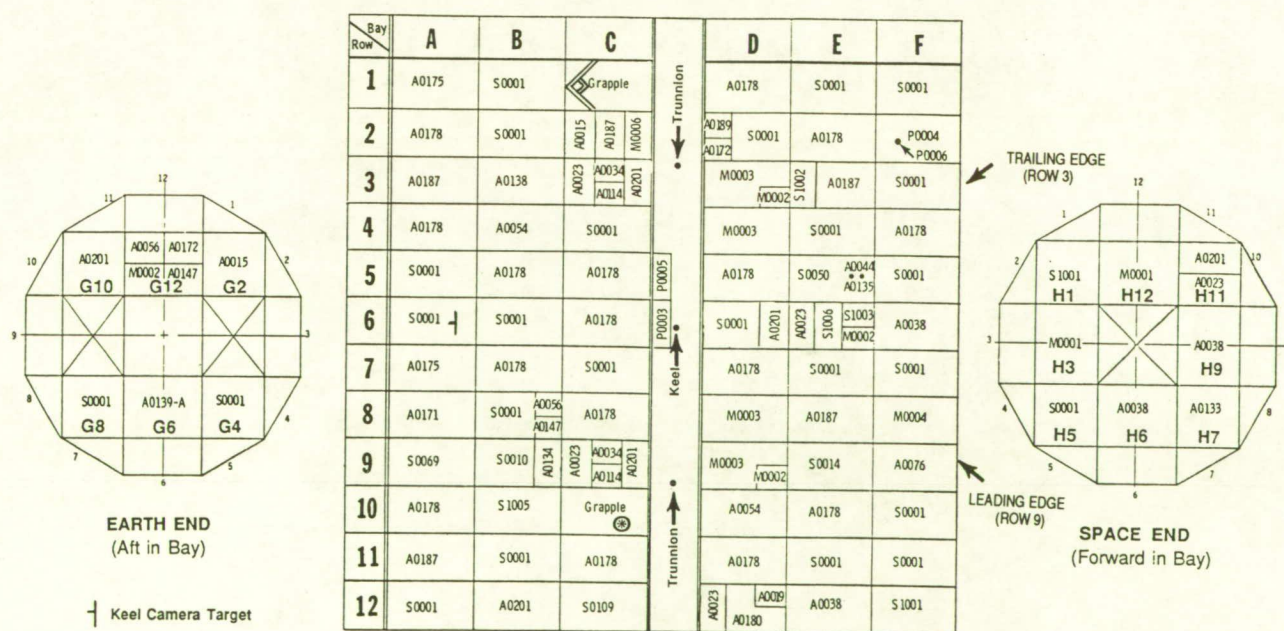 Bay
Row A B C D E F
1 A0175 S0001 Grapple A0178 S0001 S0001
2 A0178 S0001 A0015 A0187 M0006 A0189 A0172 S0001 A0178 P0004 P0006
3 A0187 A0138 A0023 A0034 A0114 A0201 M0003 M0002 S1002 A0187 S0001
4 A0178 A0054 S0001 M0003 S0001 A0178
5 S0001 A0178 A0178 P0005 A0178 S0050 A0044 A0135 S0001
6 S0001 S0001 A0178 P0003 S0001 A0201 A0023 S1006 S1003 M0002 A0038
7 A0175 A0178 S0001 A0178 S0001 S0001
8 A0171 S0001 A0056 A0147 A0178 M0003 A0187 M0004
9 S0069 S0010 A0134 A0023 A0034 A0114 A0201 M0003 M0002 S0014 A0076
10 A0178 S1005 Grapple A0054 A0178 S0001
11 A0187 S0001 A0178 A0178 S0001 S0001
12 S0001 A0201 S0109 A0023 A0019 A0180 A0038 S1001
Trunnion
Keel
Trunnion
TRAILING EDGE
(ROW 3)
LEADING EDGE
(ROW 9)
12
11 1
A0056 A0172
10 A0201 M0002 A0147 A0015 2
G10 G12 G2
9 3
8 S0001 A0139-A S0001 4
G8 G6 G4
7 5
6
EARTH END
(Aft in Bay)
Keel Camera Target
12
1 11
2 S1001 M0001 A0201 A0023 10
H1 H12 H11
3 M0001 A0038
H3 H9
4 S0001 A0038 A0133 8
H5 H6 H7
5 7
6
SPACE END
(Forward in Bay)